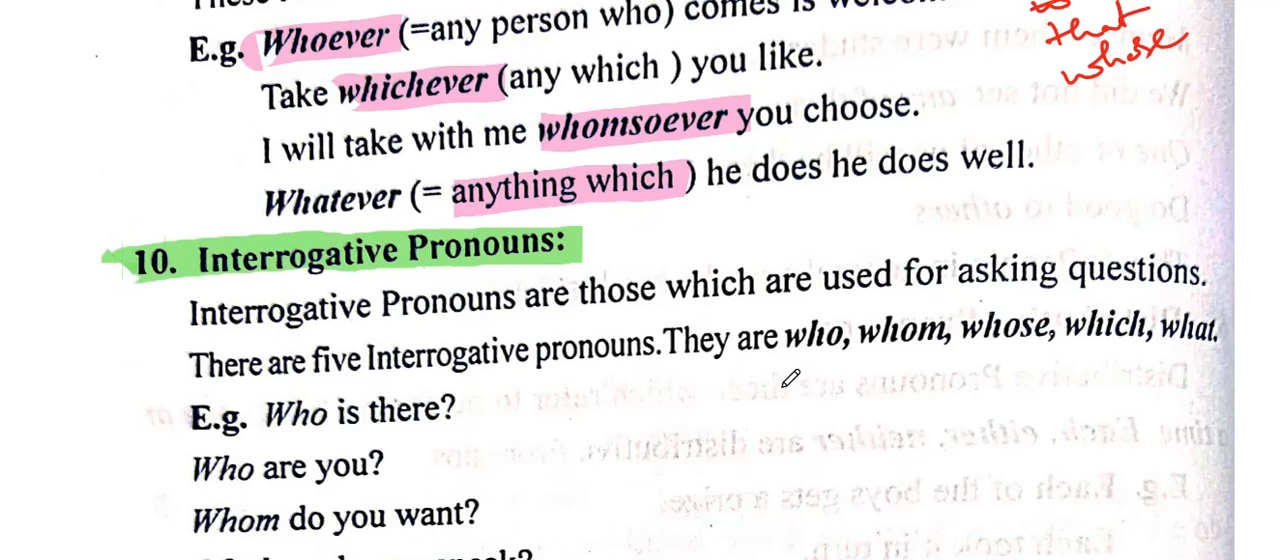 E.g. Whoever (=any person who) comes is welcom
that
whose
Take whichever (any which ) you like.
I will take with me whomsoever you choose.
Whatever (= anything which ) he does he does well.
10. Interrogative Pronouns:
Interrogative Pronouns are those which are used for asking questions.
There are five Interrogative pronouns. They are who, whom, whose, which, what.
E.g. Who is there?
Who are you?
Whom do you want?